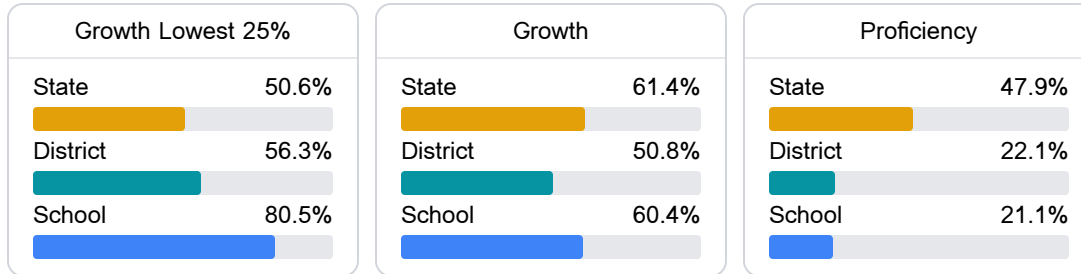 Growth Lowest 25%
State 50.6%
District 56.3%
School 80.5%
Growth
State 61.4%
District 50.8%
School 60.4%
Proficiency
State 47.9%
District 22.1%
School 21.1%